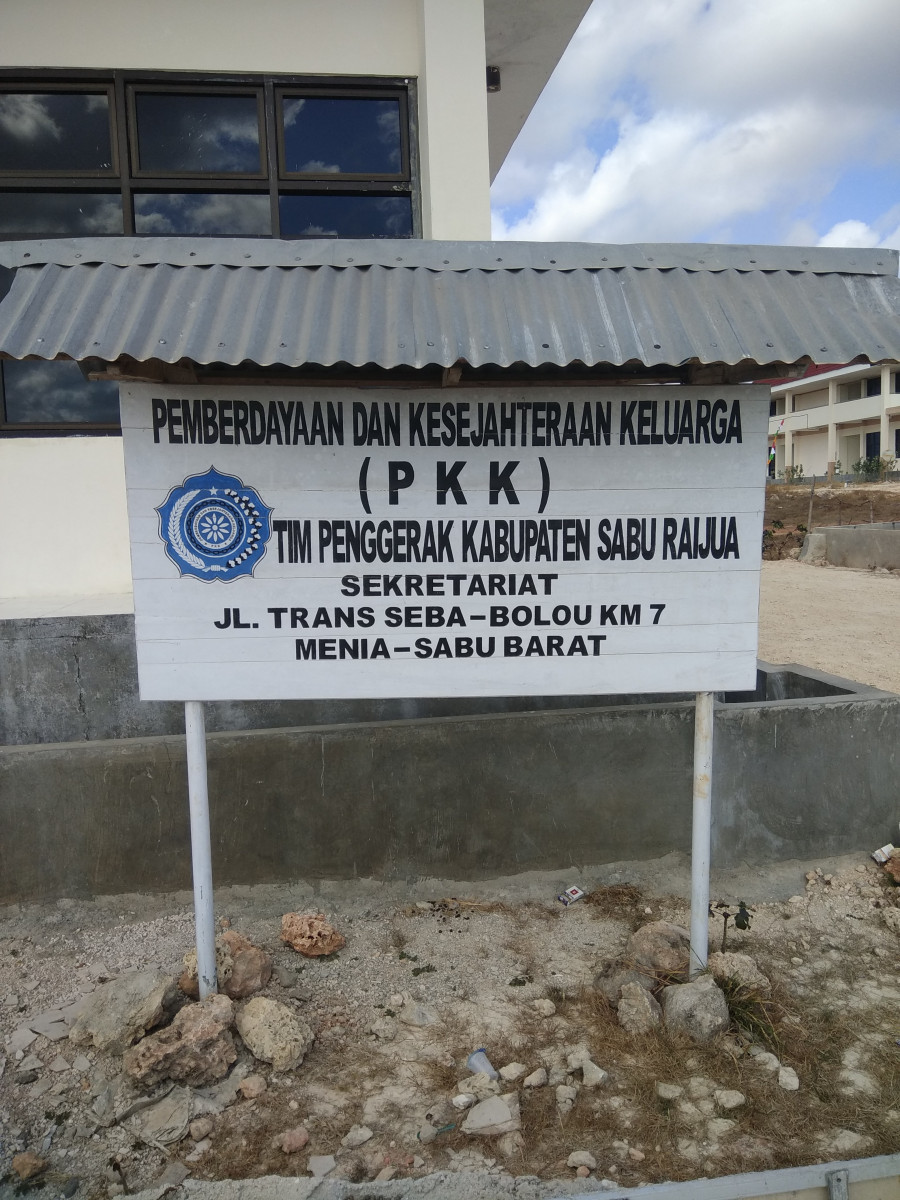 PEMBERDAYAAN DAN KESEJAHTERAAN KELUARGA
(PKK)
TIM PENGGERAK KABUPATEN SABU RAIJUA
SEKRETARIAT
JL. TRANS SEBA-BOLOU KM 7
MENIA-SABU BARAT